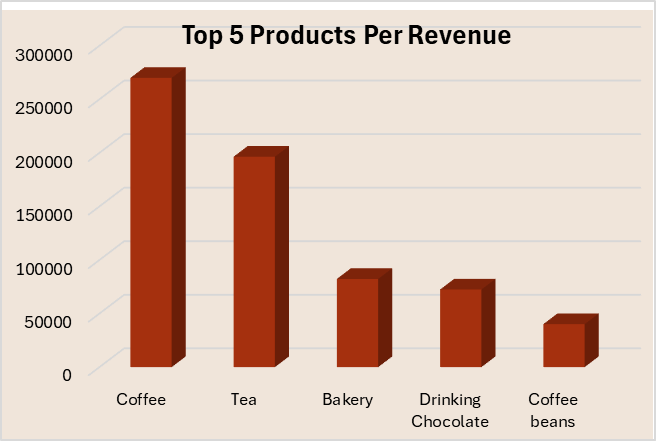 Top 5 Products Per Revenue
300000
250000
200000
150000
100000
50000
0
Coffee
Tea
Bakery
Drinking
Chocolate
Coffee
beans